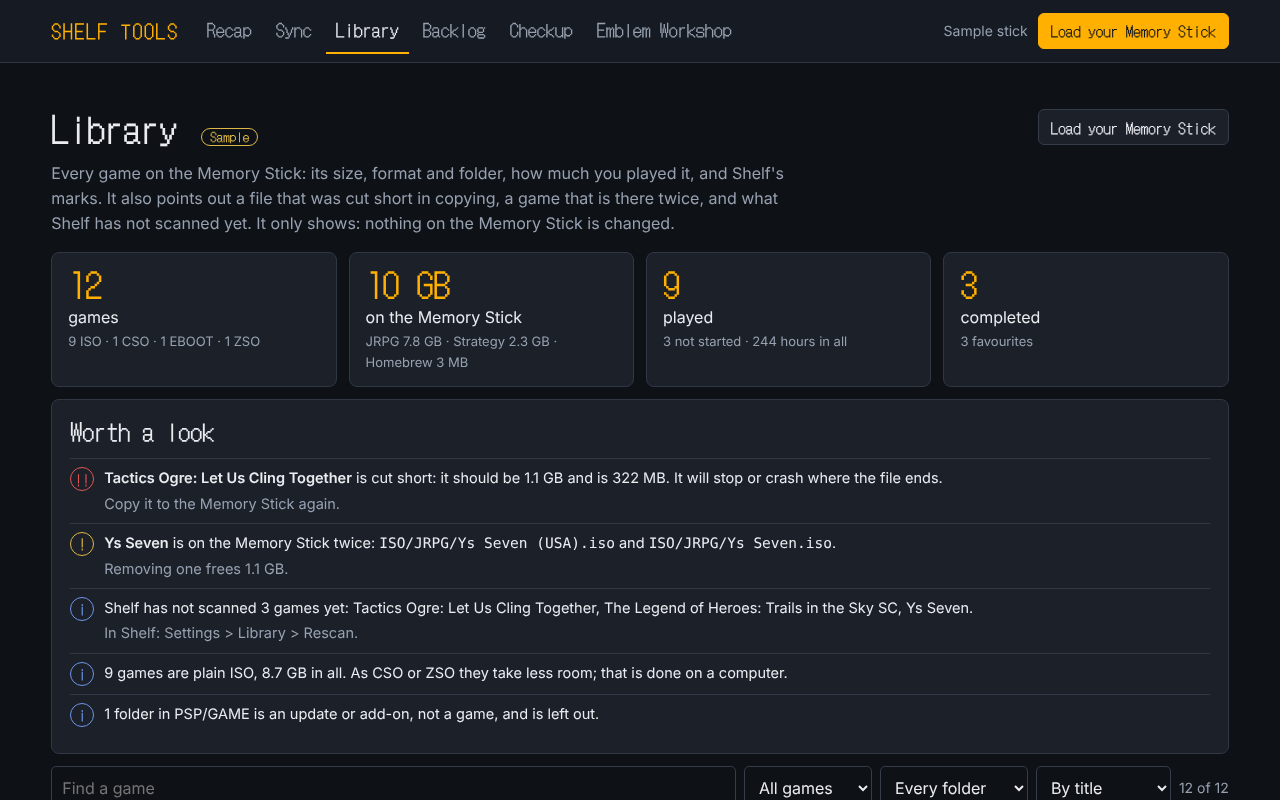 SHELF TOOLS Recap Sync Library Backlog Checkup Emblem Workshop Sample stick Load your Memory Stick
Library Sample Load your Memory Stick
Every game on the Memory Stick: its size, format and folder, how much you played it, and Shelf's
marks. It also points out a file that was cut short in copying, a game that is there twice, and what
Shelf has not scanned yet. It only shows: nothing on the Memory Stick is changed.
12
games
9 ISO · 1 CSO · 1 EBOOT · 1 ZSO
10 GB
on the Memory Stick
JRPG 7.8 GB · Strategy 2.3 GB ·
Homebrew 3 MB
9
played
3 not started · 244 hours in all
3
completed
3 favourites
Worth a look
!! Tactics Ogre: Let Us Cling Together is cut short: it should be 1.1 GB and is 322 MB. It will stop or crash where the file ends.
Copy it to the Memory Stick again.
! Ys Seven is on the Memory Stick twice: ISO/JRPG/Ys Seven (USA).iso and ISO/JRPG/Ys Seven.iso.
Removing one frees 1.1 GB.
i Shelf has not scanned 3 games yet: Tactics Ogre: Let Us Cling Together, The Legend of Heroes: Trails in the Sky SC, Ys Seven.
In Shelf: Settings > Library > Rescan.
i 9 games are plain ISO, 8.7 GB in all. As CSO or ZSO they take less room; that is done on a computer.
i 1 folder in PSP/GAME is an update or add-on, not a game, and is left out.
Find a game All games Every folder By title 12 of 12